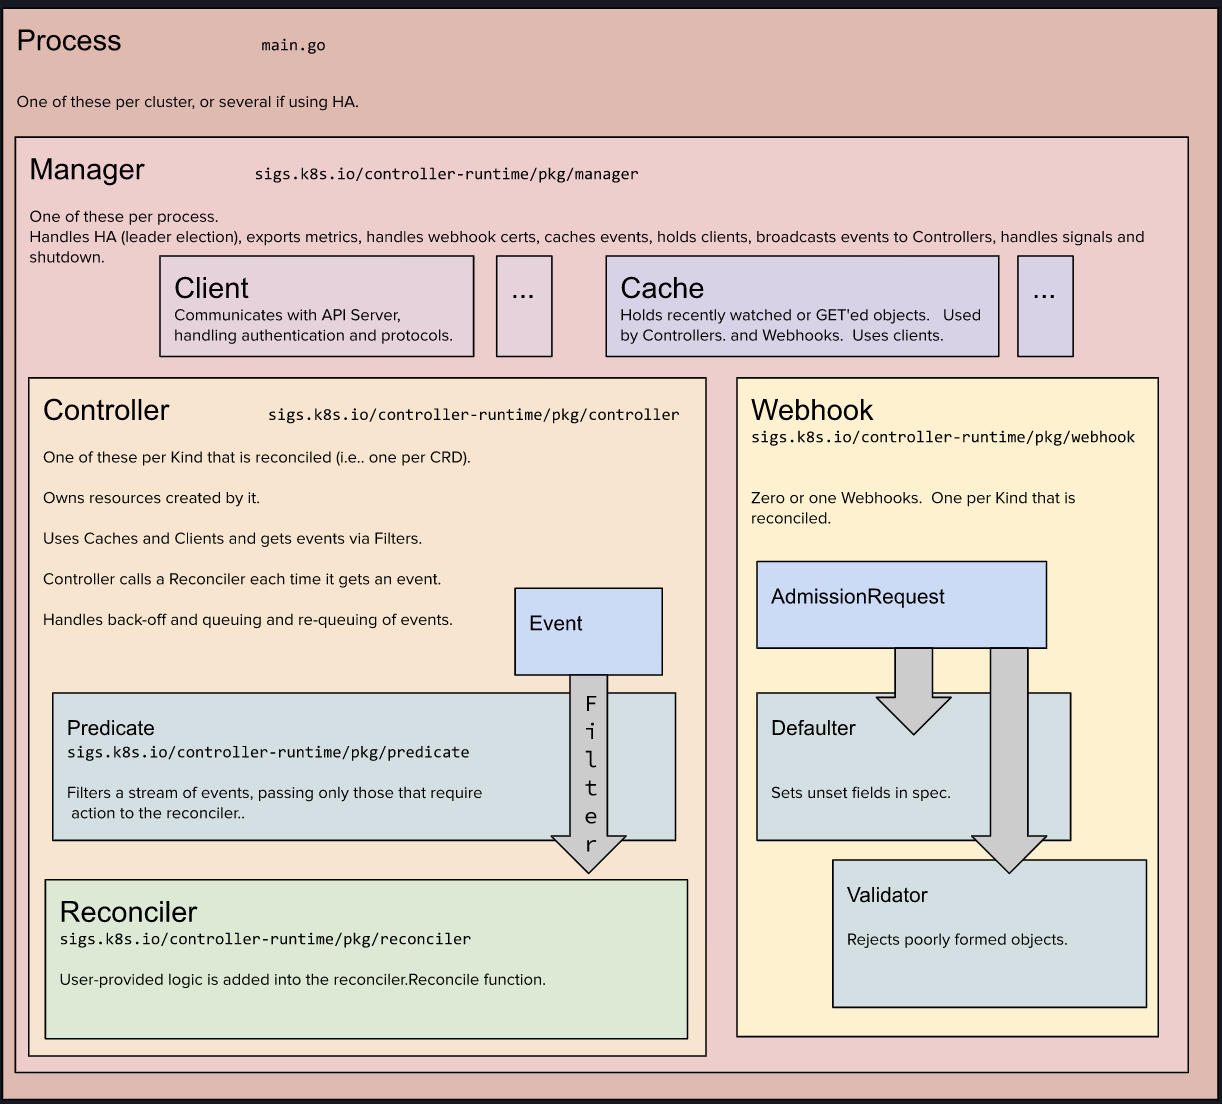 Process
main.go
One of these per cluster, or several if using HA.
Manager
sigs.k8s.io/controller-runtime/pkg/manager
One of these per process.
Handles HA (leader election), exports metrics, handles webhook certs, caches events, holds clients, broadcasts events to Controllers, handles signals and
shutdown.
Client
Communicates with API Server,
handling authentication and protocols.
...
Cache
Holds recently watched or GET'ed objects.   Used
by Controllers. and Webhooks.  Uses clients.
...
Controller
sigs.k8s.io/controller-runtime/pkg/controller
One of these per Kind that is reconciled (i.e.. one per CRD).
Owns resources created by it.
Uses Caches and Clients and gets events via Filters.
Controller calls a Reconciler each time it gets an event.
Handles back-off and queuing and re-queuing of events.
Event
Filter
Predicate
sigs.k8s.io/controller-runtime/pkg/predicate
Filters a stream of events, passing only those that require
action to the reconciler..
Reconciler
sigs.k8s.io/controller-runtime/pkg/reconciler
User-provided logic is added into the reconciler.Reconcile function.
Webhook
sigs.k8s.io/controller-runtime/pkg/webhook
Zero or one Webhooks.  One per Kind that is
reconciled.
AdmissionRequest
Defaulter
Sets unset fields in spec.
Validator
Rejects poorly formed objects.